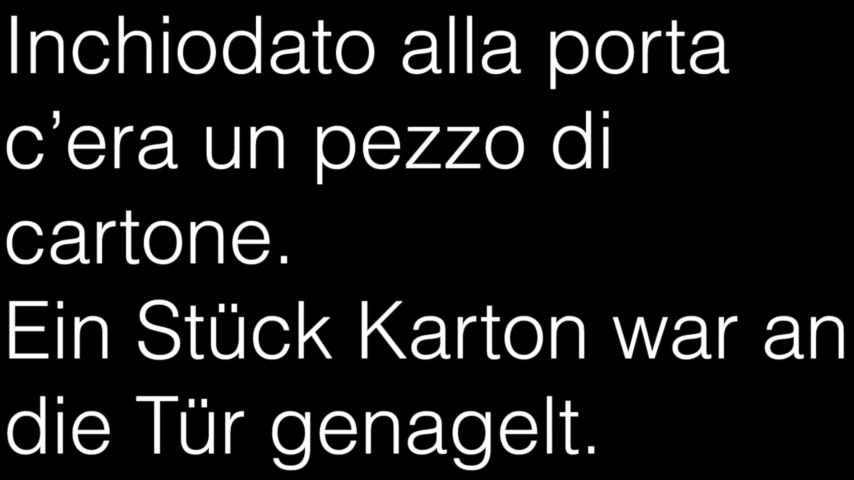 Inchiodato alla porta
c’era un pezzo di
cartone.
Ein Stück Karton war an
die Tür genagelt.